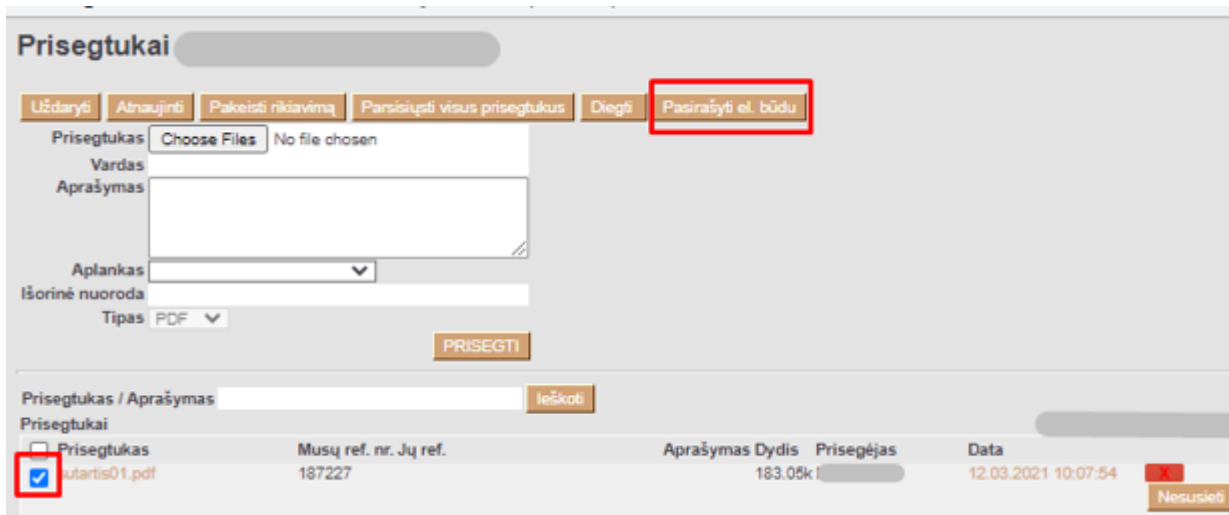 Prisegtukai
Uždaryti Atnaujinti Pakeisti rikiavimą Parsisiųsti visus prisegtukus Diegti Pasirašyti el. būdu
Prisegtukas Choose Files No file chosen
Vardas
Aprašymas
Aplankas
Išorinė nuoroda
Tipas PDF
PRISEGTI
Prisegtukas / Aprašymas Ieškoti
Prisegtukai
Prisegtukas Musų ref. nr. Jų ref. Aprašymas Dydis Prisegėjas Data
sutartis01.pdf 187227 183.05k 12.03.2021 10:07:54 X
Nesusieti